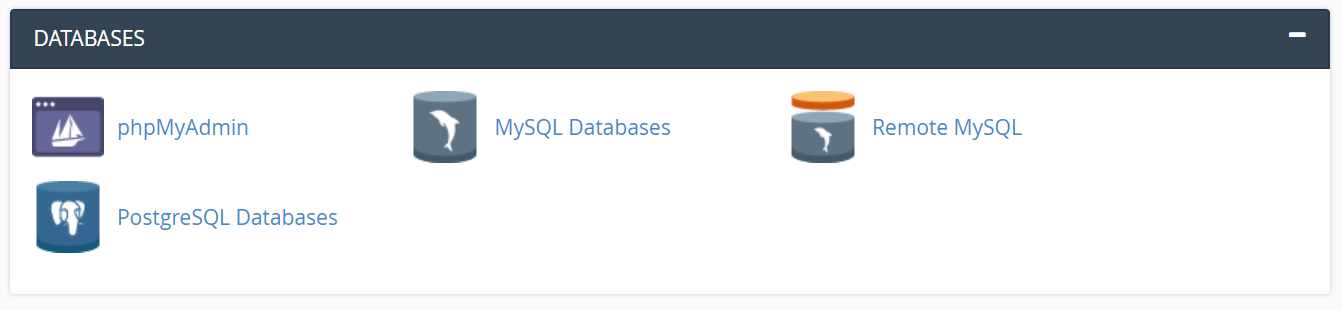 DATABASES
phpMyAdmin
MySQL Databases
Remote MySQL
PostgreSQL Databases